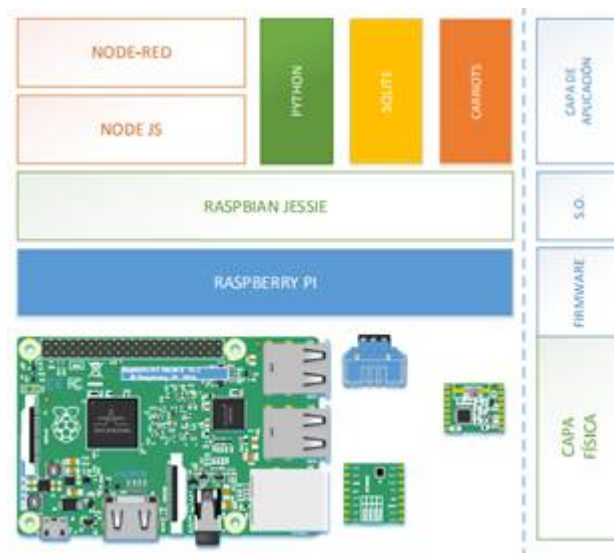 NODE-RED
NODE JS
PYTHON
SQLITE
CARRIOTS
RASPBIAN JESSIE
RASPBERRY PI
CAPA DE
APLICACIÓN
S.O.
FIRMWARE
CAPA
FÍSICA